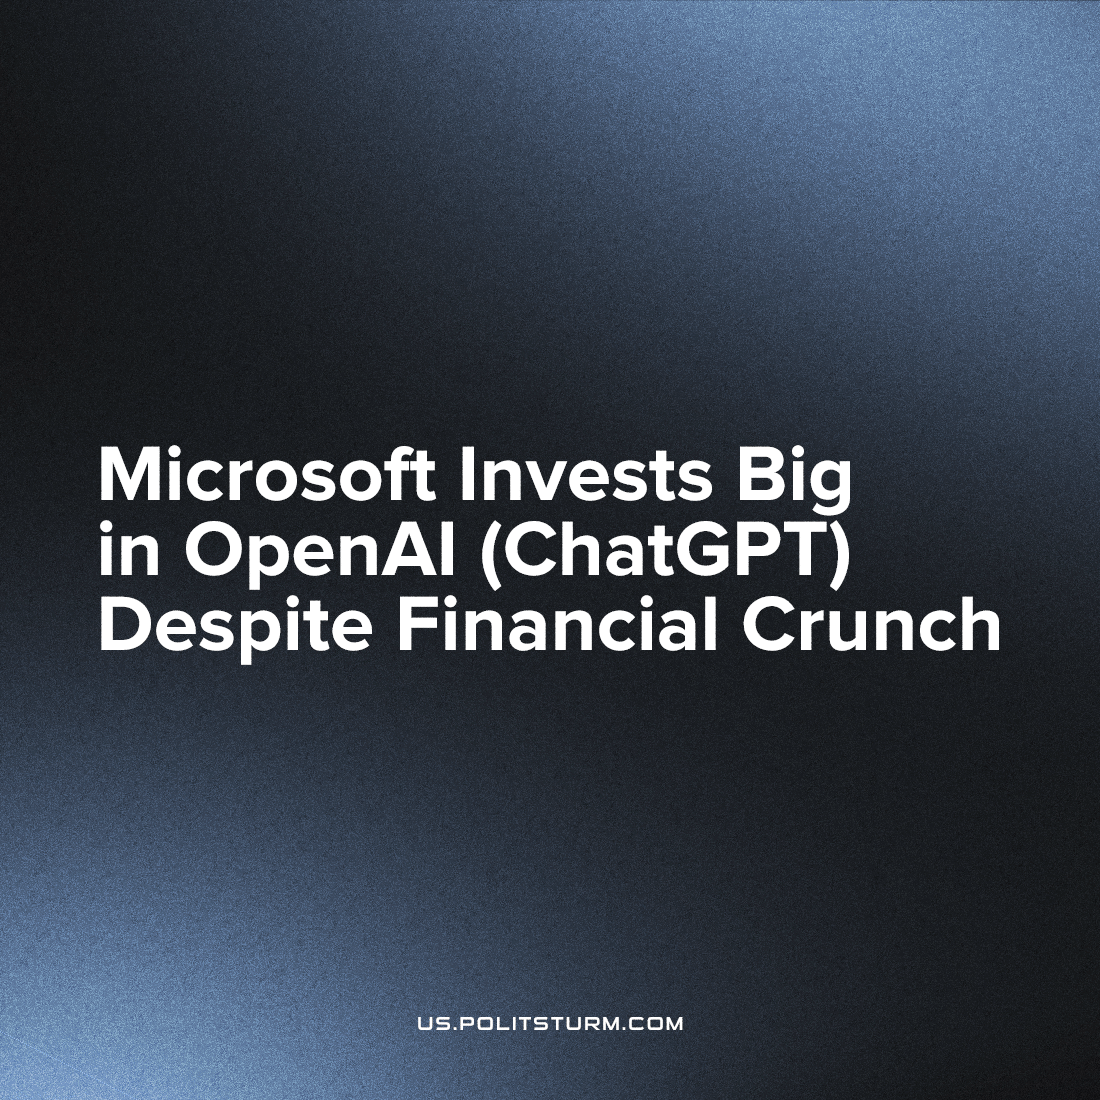 Microsoft Invests Big
in OpenAI (ChatGPT)
Despite Financial Crunch
US.POLITSTURM.COM